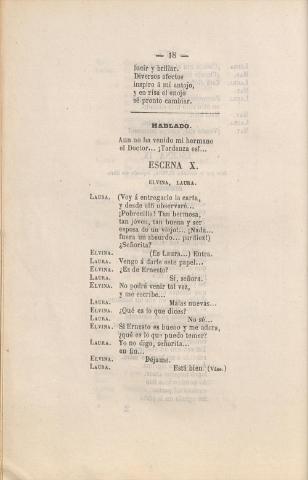 — 18 —
lucir y brillar.
Diversos afectos
inspiro á mi antojo,
y en risa el enojo
sé pronto cambiar.
HABLADO.
Aun no ha venido mi hermano
el Doctor... ¡Tardanza es!...
ESCENA X.
ELVINA, LAURA.
LAURA. (Voy á entregarle la carta,
y desde allí observaré...
¡Pobrecilla! Tan hermosa,
tan jóven, tan buena y ser
esposa de un viejo!... ¡Nada...
fuera un absurdo... pardiez!)
¿Señorita?
ELVINA. (Es Laura...) Entra.
LAURA. Vengo á darle este papel...
ELVINA. ¿Es de Ernesto?
LAURA. Sí, señora.
ELVINA. No podrá venir tal vez,
y me escribe...
LAURA. Malas nuevas...
ELVINA. ¿Qué es lo que dices?
LAURA. No sé...
ELVINA. Si Ernesto es bueno y me adora,
¿qué es lo que puedo temer?
LAURA. Yo no digo, señorita...
en fin...
ELVINA. Déjame.
LAURA. Está bien. (Váse.)